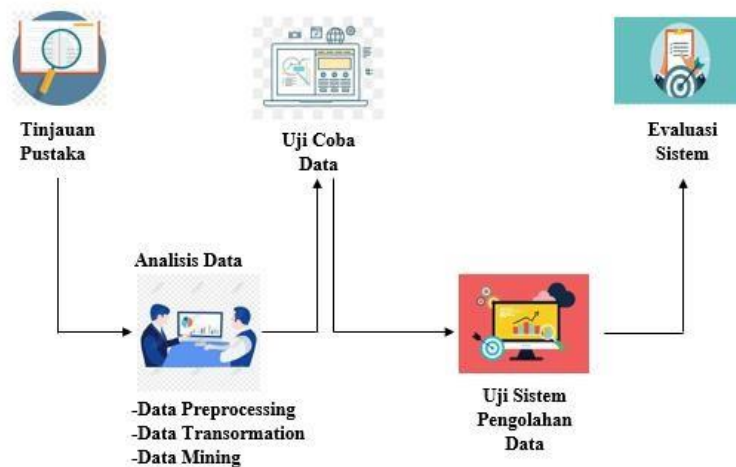 Tinjauan
Pustaka
Uji Coba
Data
Evaluasi
Sistem
Analisis Data
-Data Preprocessing
-Data Transormation
-Data Mining
Uji Sistem
Pengolahan
Data